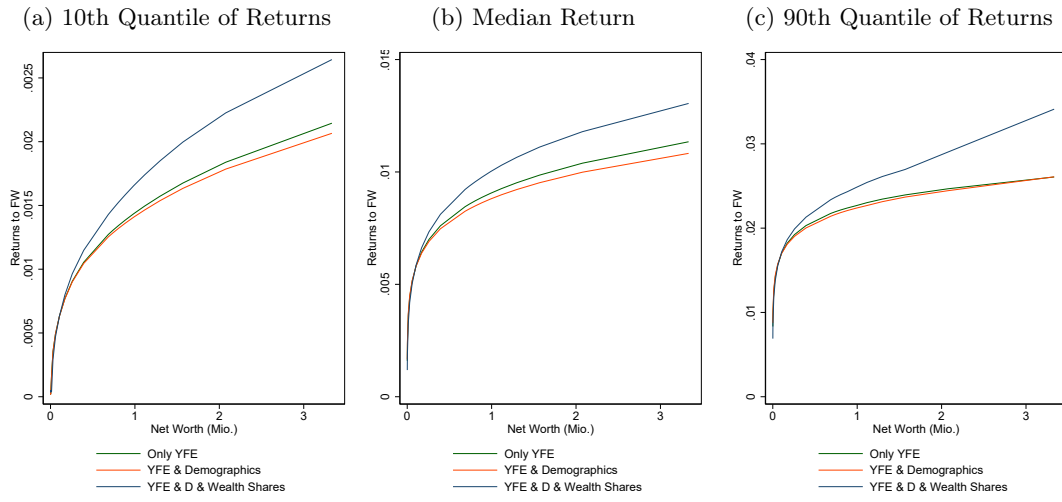 (a) 10th Quantile of Returns
Returns to FW
0 .0005 .001 .0015 .002 .0025
0 1 2 3
Net Worth (Mio.)
Only YFE
YFE & Demographics
YFE & D & Wealth Shares
(b) Median Return
Returns to FW
0 .005 .01 .015
0 1 2 3
Net Worth (Mio.)
Only YFE
YFE & Demographics
YFE & D & Wealth Shares
(c) 90th Quantile of Returns
Returns to FW
0 .01 .02 .03 .04
0 1 2 3
Net Worth (Mio.)
Only YFE
YFE & Demographics
YFE & D & Wealth Shares